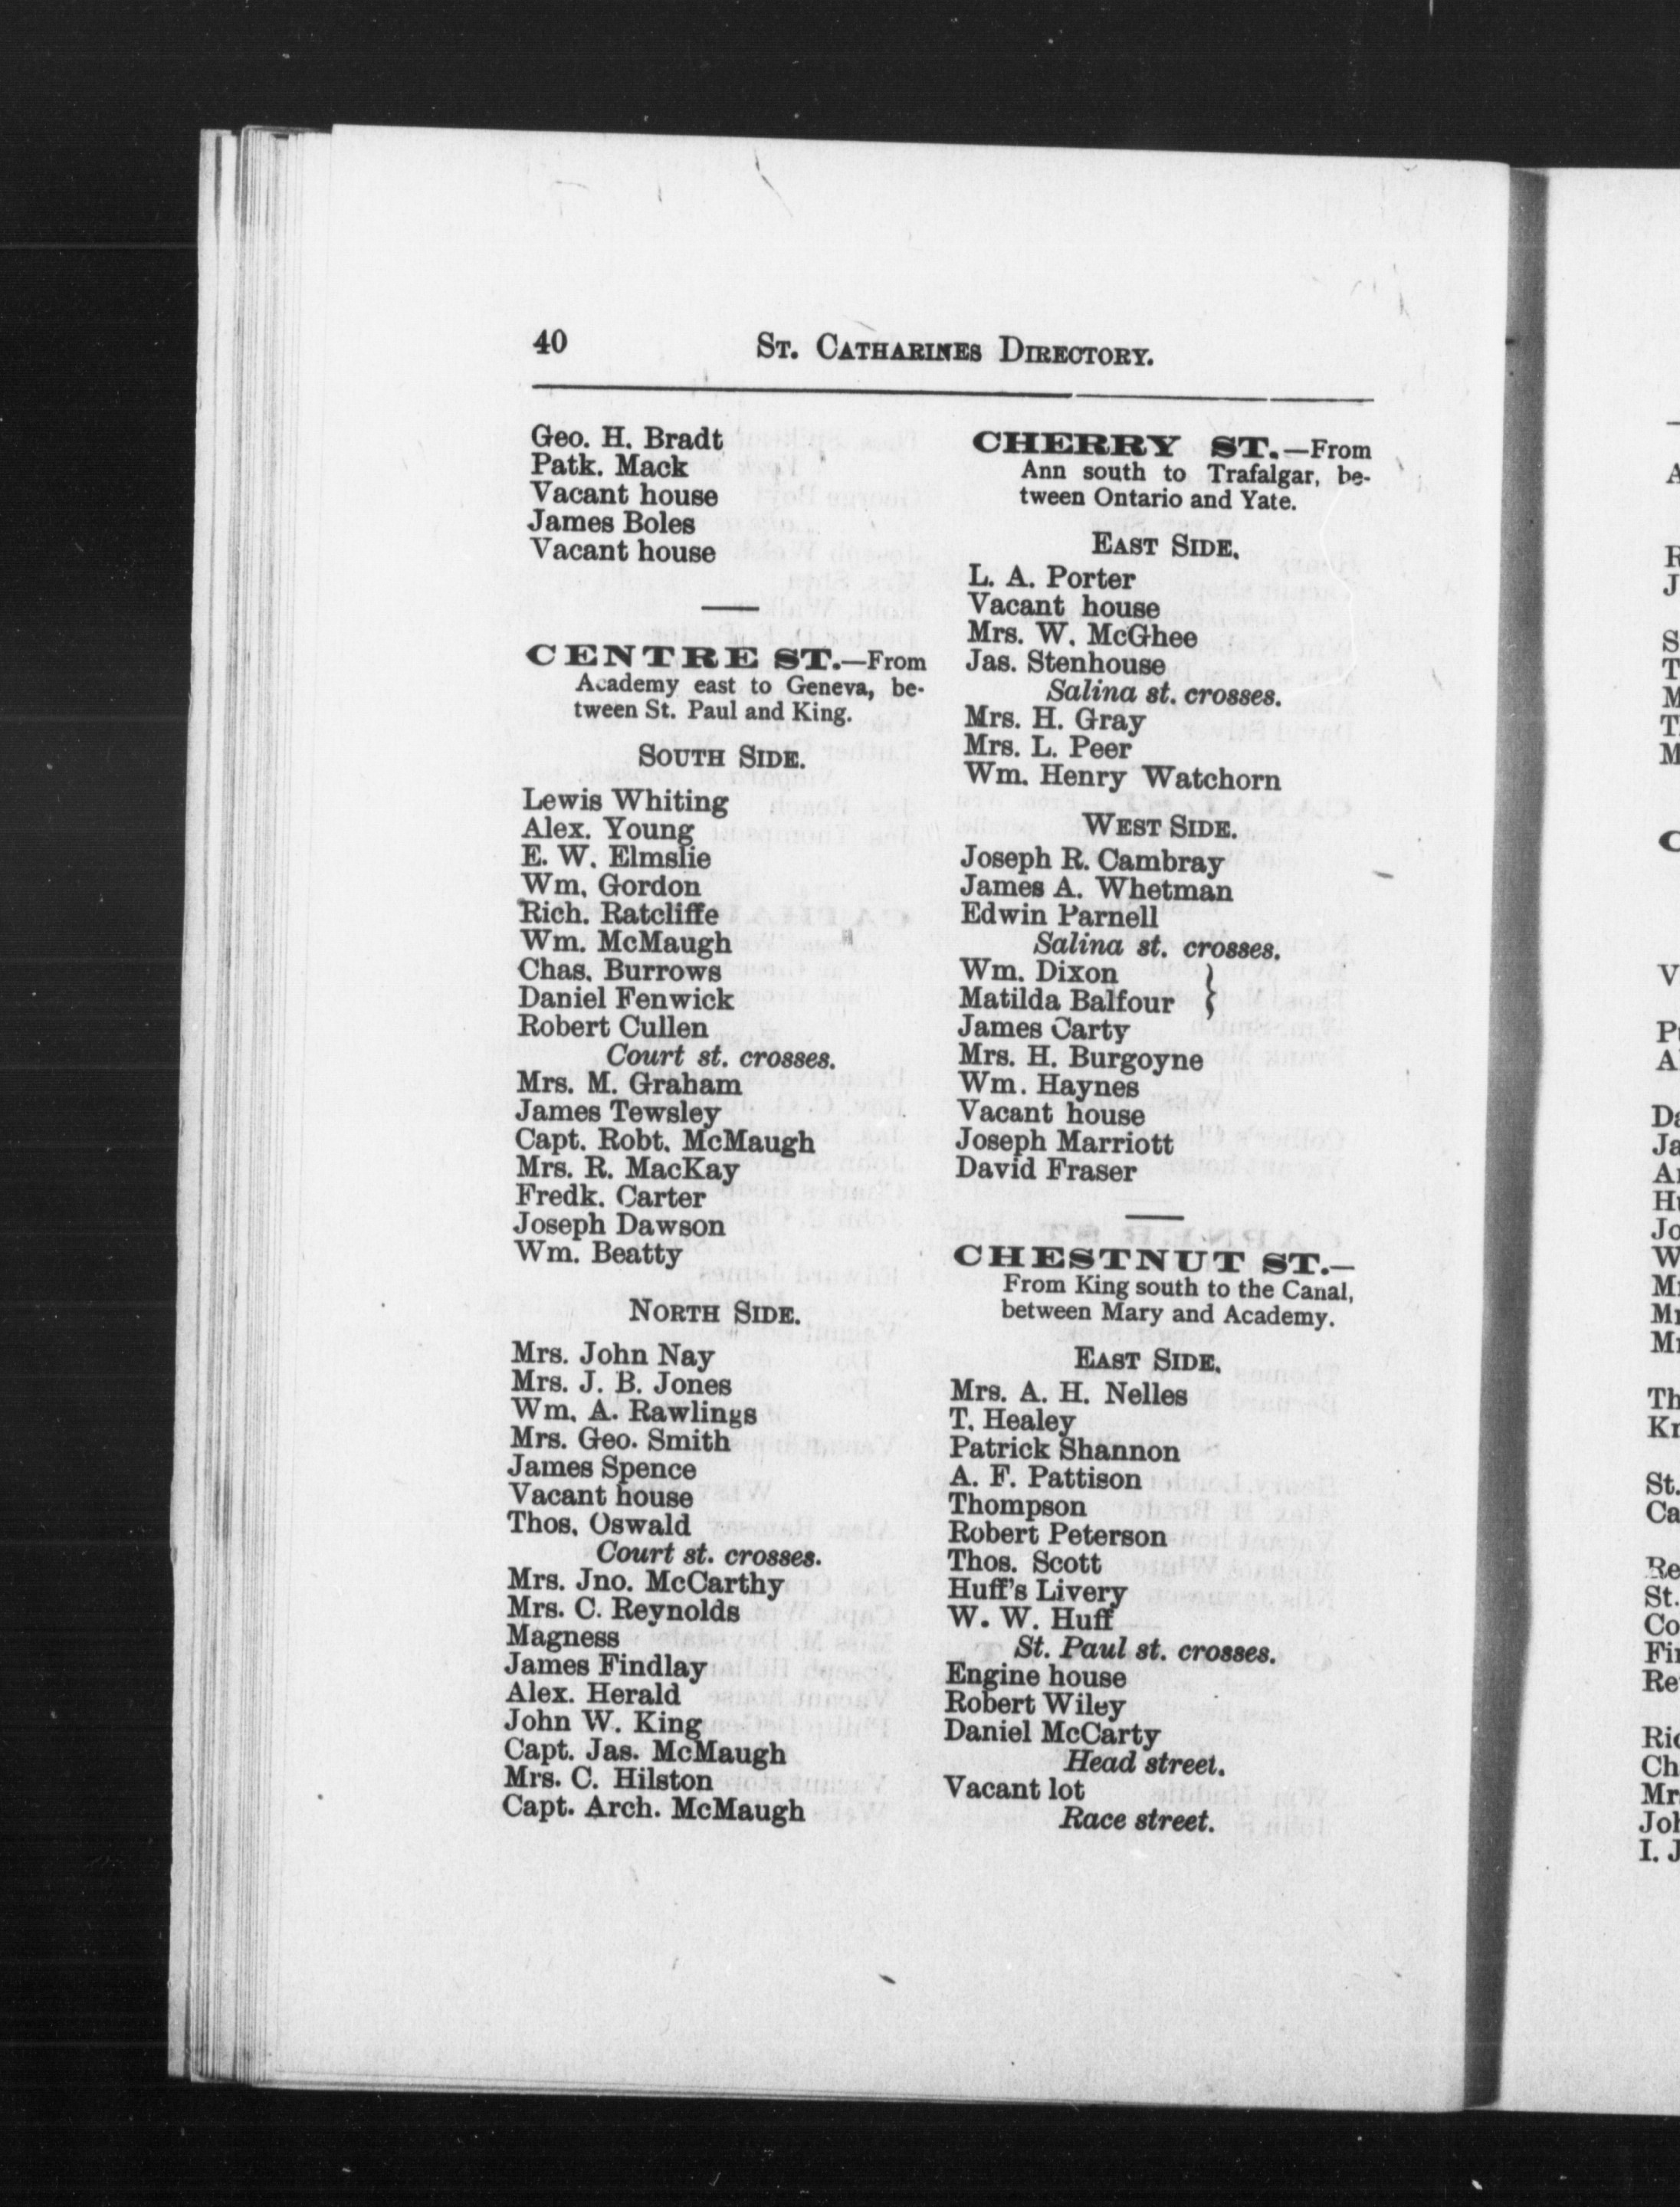 40
St. Catharines Directory.
Geo. H. Bradt
Patk. Mack
Vacant house
James Boles
Vacant house
CENTRE ST.—From
Academy east to Geneva, be-
tween St. Paul and King.
South Side.
Lewis Whiting
Alex. Young
E. W. Elmslie
Wm. Gordon
Rich. Ratcliffe
Wm. McMaugh
Chas. Burrows
Daniel Fenwick
Robert Cullen
Court st. crosses.
Mrs. M. Graham
James Tewsley
Capt. Robt. McMaugh
Mrs. R. MacKay
Fredk. Carter
Joseph Dawson
Wm. Beatty
North Side.
Mrs. John Nay
Mrs. J. B. Jones
Wm. A. Rawlings
Mrs. Geo. Smith
James Spence
Vacant house
Thos. Oswald
Court st. crosses.
Mrs. Jno. McCarthy
Mrs. C. Reynolds
Magness
James Findlay
Alex. Herald
John W. King
Capt. Jas. McMaugh
Mrs. C. Hilston
Capt. Arch. McMaugh
CHERRY ST.—From
Ann south to Trafalgar, be-
tween Ontario and Yate.
East Side.
L. A. Porter
Vacant house
Mrs. W. McGhee
Jas. Stenhouse
Salina st. crosses.
Mrs. H. Gray
Mrs. L. Peer
Wm. Henry Watchorn
West Side.
Joseph R. Cambray
James A. Whetman
Edwin Parnell
Salina st. crosses.
Wm. Dixon }
Matilda Balfour }
James Carty
Mrs. H. Burgoyne
Wm. Haynes
Vacant house
Joseph Marriott
David Fraser
CHESTNUT ST.—
From King south to the Canal,
between Mary and Academy.
East Side.
Mrs. A. H. Nelles
T. Healey
Patrick Shannon
A. F. Pattison
Thompson
Robert Peterson
Thos. Scott
Huff's Livery
W. W. Huff
St. Paul st. crosses.
Engine house
Robert Wiley
Daniel McCarty
Head street.
Vacant lot
Race street.